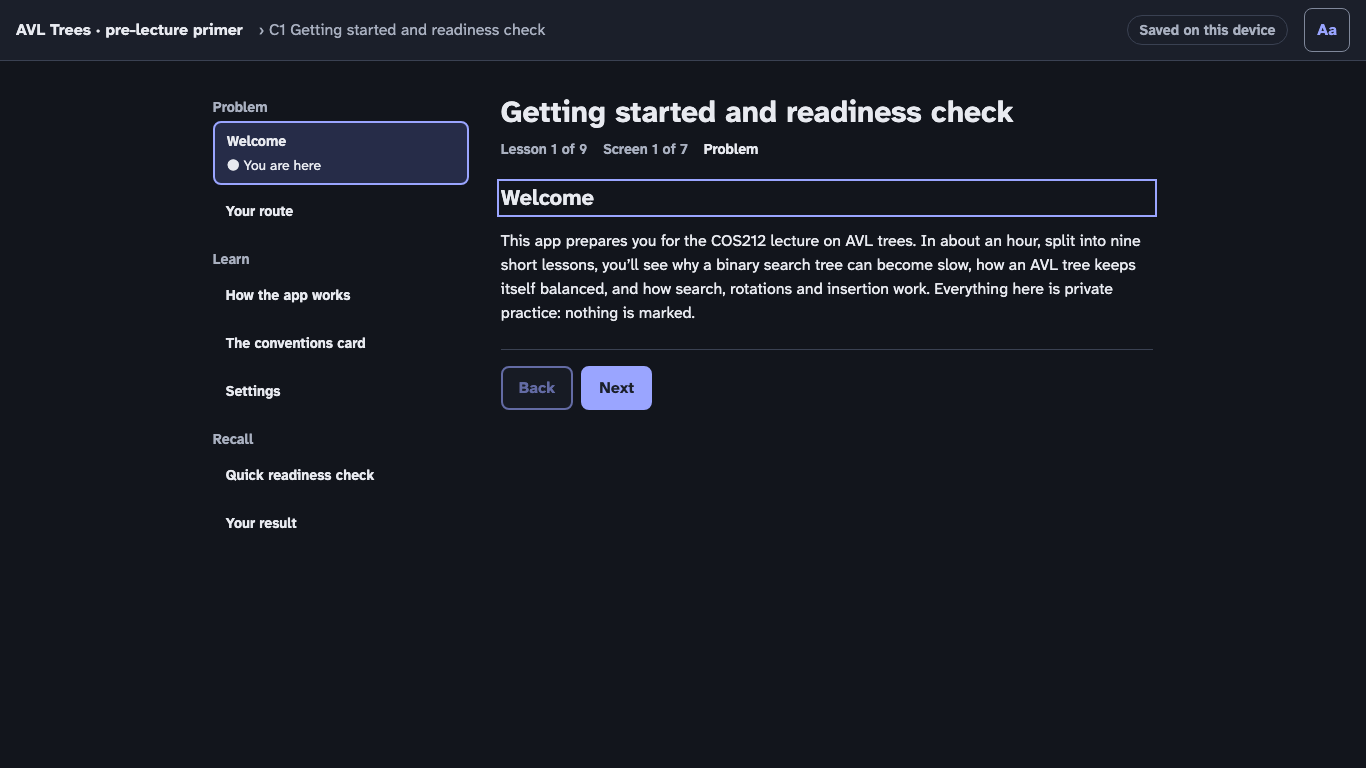 AVL Trees · pre-lecture primer › C1 Getting started and readiness check
Saved on this device
Aa
Problem
Welcome
You are here
Your route
Learn
How the app works
The conventions card
Settings
Recall
Quick readiness check
Your result
Getting started and readiness check
Lesson 1 of 9 Screen 1 of 7 Problem
Welcome
This app prepares you for the COS212 lecture on AVL trees. In about an hour, split into nine
short lessons, you’ll see why a binary search tree can become slow, how an AVL tree keeps
itself balanced, and how search, rotations and insertion work. Everything here is private
practice: nothing is marked.
Back
Next